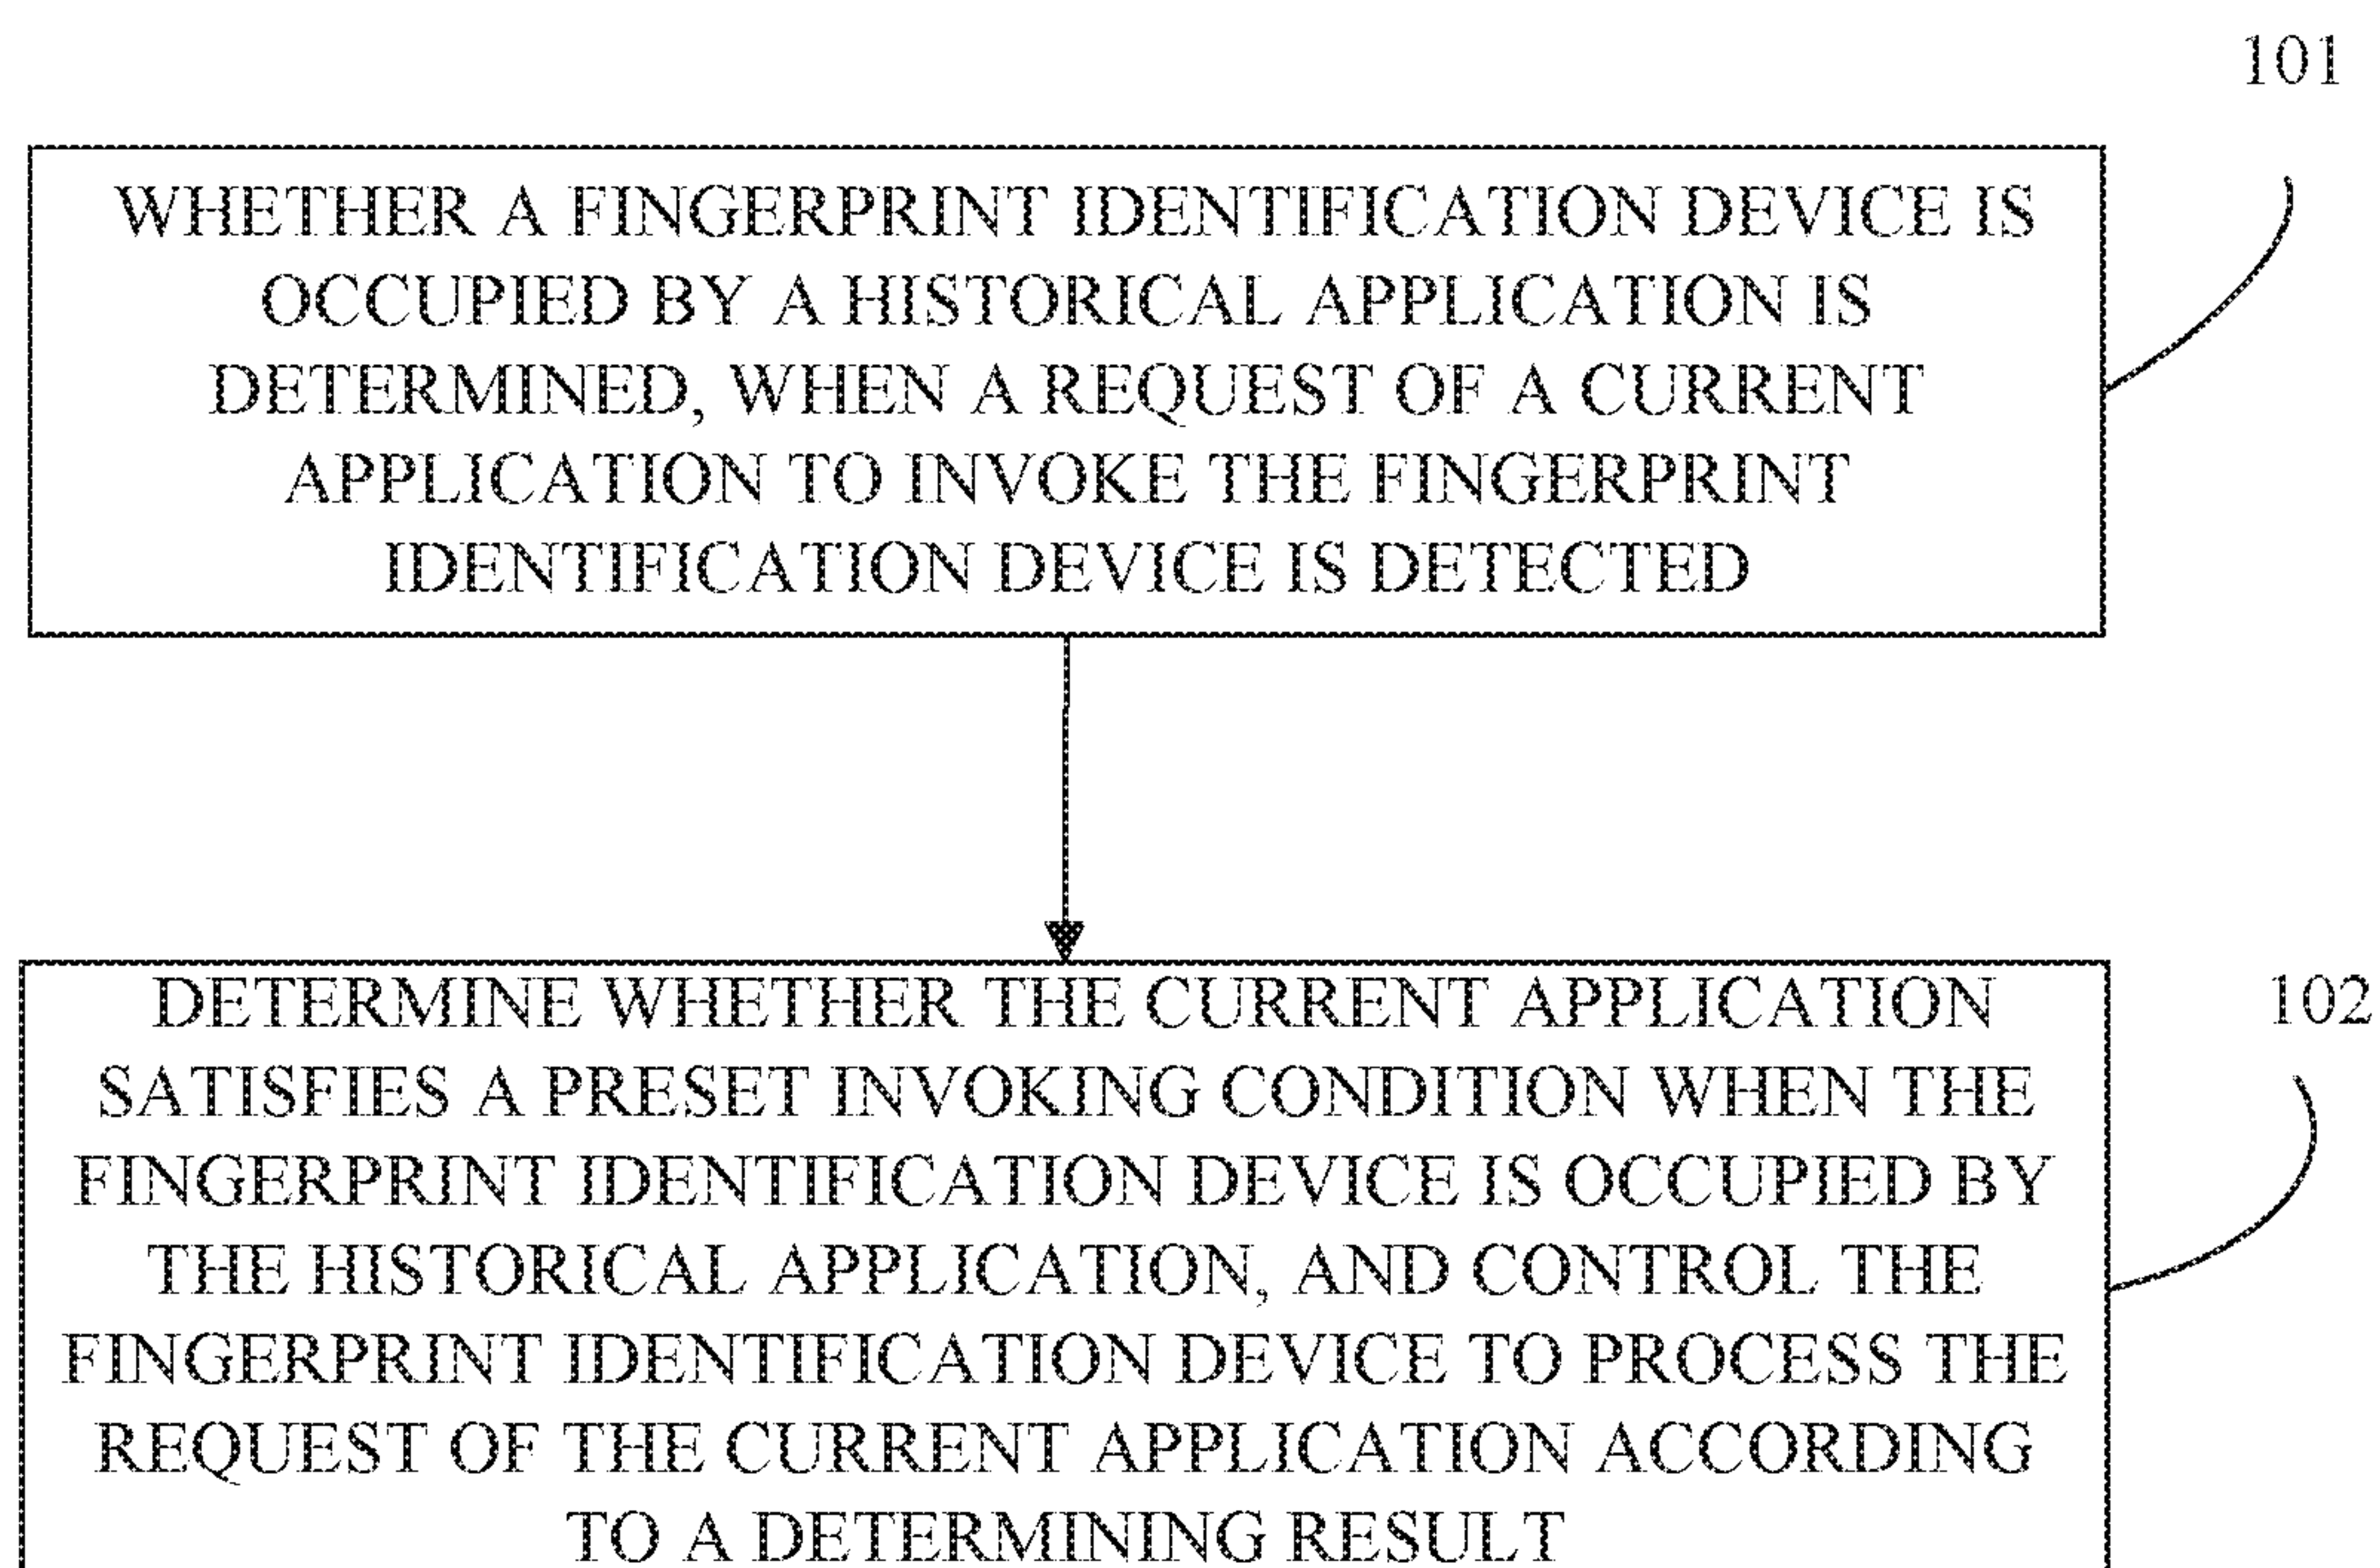 101
WHETHER A FINGERPRINT IDENTIFICATION DEVICE IS
OCCUPIED BY A HISTORICAL APPLICATION IS
DETERMINED, WHEN A REQUEST OF A CURRENT
APPLICATION TO INVOKE THE FINGERPRINT
IDENTIFICATION DEVICE IS DETECTED
DETERMINE WHETHER THE CURRENT APPLICATION
102
SATISFIES A PRESET INVOKING CONDITION WHEN THE
FINGERPRINT IDENTIFICATION DEVICE IS OCCUPIED BY
THE HISTORICAL APPLICATION, AND CONTROL THE
FINGERPRINT IDENTIFICATION DEVICE TO PROCESS THE
REQUEST OF THE CURRENT APPLICATION ACCORDING
TO A DETERMINING RESULT